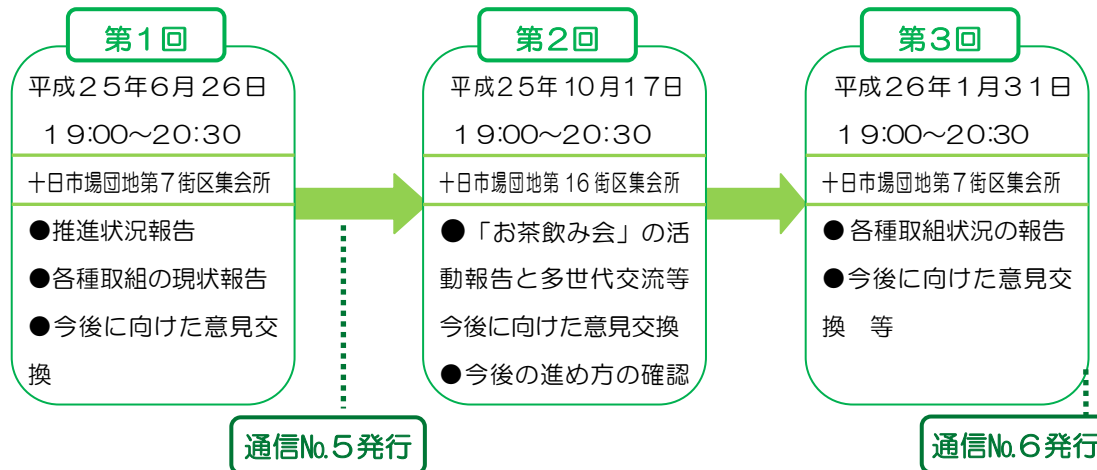 第1回
平成25年6月26日
19:00～20:30
十日市場団地第7街区集会所
●推進状況報告
●各種取組の現状報告
●今後に向けた意見交
換
第2回
平成25年10月17日
19:00～20:30
十日市場団地第16街区集会所
●「お茶飲み会」の活
動報告と多世代交流等
今後に向けた意見交換
●今後の進め方の確認
第3回
平成26年1月31日
19:00～20:30
十日市場団地第7街区集会所
●各種取組状況の報告
●今後に向けた意見交
換　等
通信№5発行
通信№6発行